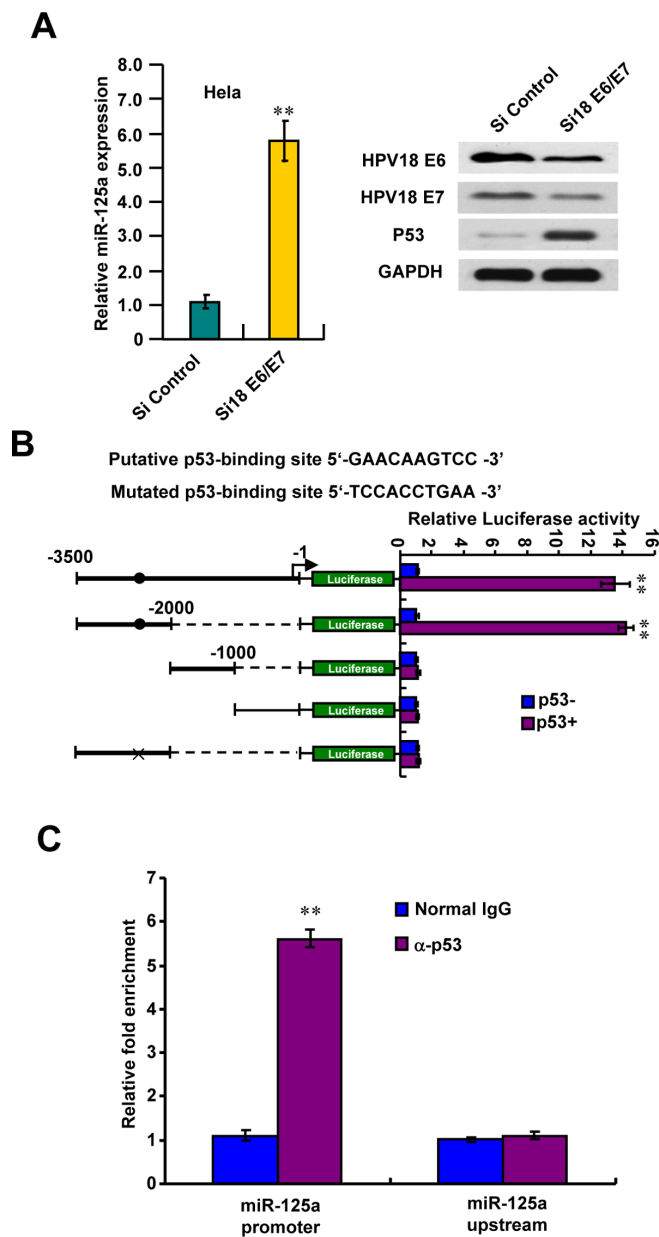 A
8.0
7.0
6.0
5.0
4.0
3.0
2.0
1.0
0
Relative miR-125a expression
Hela
**
Si Control
Si18 E6/E7
Si Control
Si18 E6/E7
HPV18 E6
HPV18 E7
P53
GAPDH
B
Putative p53-binding site 5‘-GAACAAGTCC -3’
Mutated p53-binding site 5‘-TCCACCTGAA -3’
Relative Luciferase activity
0 2 4 6 8 10 12 14 16
-3500
-1
Luciferase
**
-2000
Luciferase
**
-1000
Luciferase
Luciferase
Luciferase
p53-
p53+
C
7
6
5
4
3
2
1
0
Relative fold enrichment
**
Normal IgG
α-p53
miR-125a
promoter
miR-125a
upstream